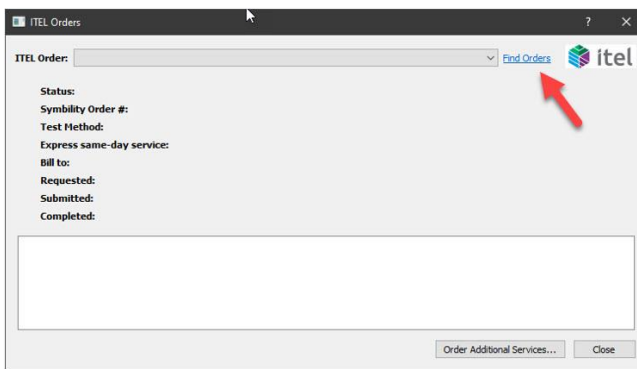 ITEL Orders
ITEL Order: Find Orders itel
Status:
Symbility Order #:
Test Method:
Express same-day service:
Bill to:
Requested:
Submitted:
Completed:
Order Additional Services... Close